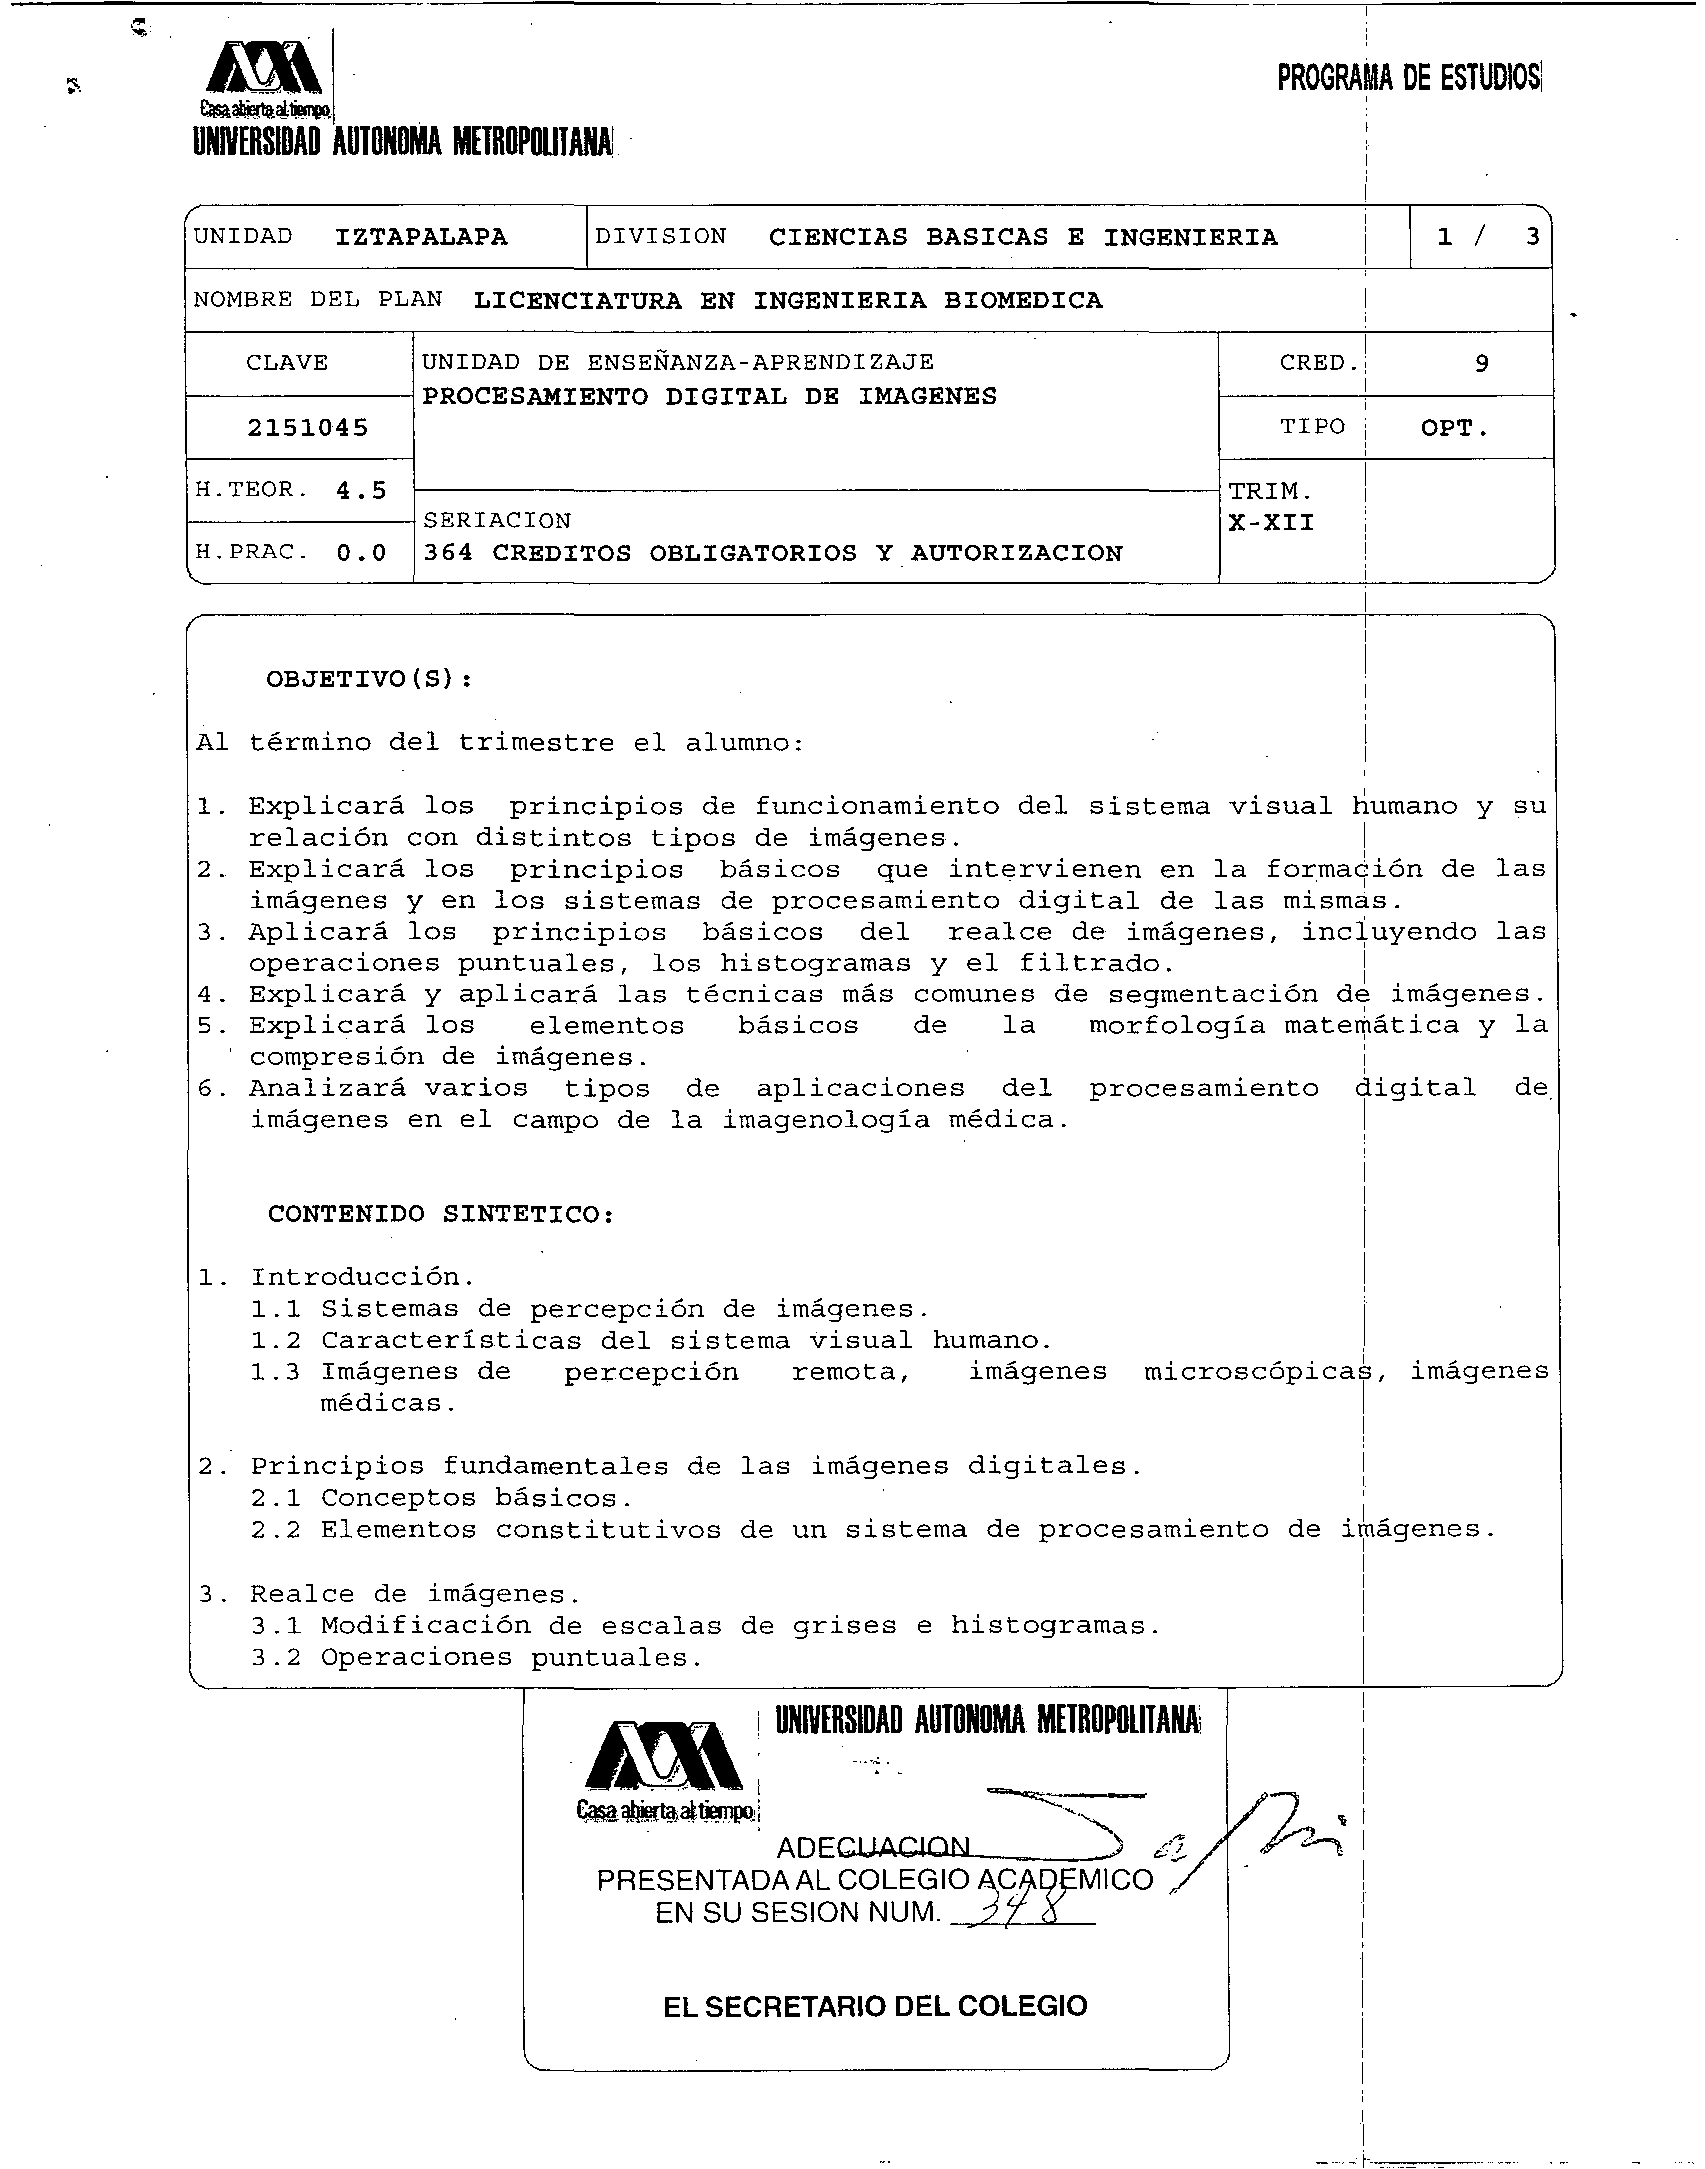 Casa abierta al tiempo
UNIVERSIDAD AUTONOMA METROPOLITANA
PROGRAMA DE ESTUDIOS
UNIDAD IZTAPALAPA DIVISION CIENCIAS BASICAS E INGENIERIA 1 / 3
NOMBRE DEL PLAN LICENCIATURA EN INGENIERIA BIOMEDICA
CLAVE
2151045
UNIDAD DE ENSEÑANZA-APRENDIZAJE
PROCESAMIENTO DIGITAL DE IMAGENES
CRED. 9
TIPO OPT.
H.TEOR. 4.5
H.PRAC. 0.0
SERIACION
364 CREDITOS OBLIGATORIOS Y AUTORIZACION
TRIM.
X-XII
OBJETIVO(S):
Al término del trimestre el alumno:
1. Explicará los principios de funcionamiento del sistema visual humano y su
relación con distintos tipos de imágenes.
2. Explicará los principios básicos que intervienen en la formación de las
imágenes y en los sistemas de procesamiento digital de las mismas.
3. Aplicará los principios básicos del realce de imágenes, incluyendo las
operaciones puntuales, los histogramas y el filtrado.
4. Explicará y aplicará las técnicas más comunes de segmentación de imágenes.
5. Explicará los elementos básicos de la morfología matemática y la
compresión de imágenes.
6. Analizará varios tipos de aplicaciones del procesamiento digital de
imágenes en el campo de la imagenología médica.
CONTENIDO SINTETICO:
1. Introducción.
1.1 Sistemas de percepción de imágenes.
1.2 Características del sistema visual humano.
1.3 Imágenes de percepción remota, imágenes microscópicas, imágenes
médicas.
2. Principios fundamentales de las imágenes digitales.
2.1 Conceptos básicos.
2.2 Elementos constitutivos de un sistema de procesamiento de imágenes.
3. Realce de imágenes.
3.1 Modificación de escalas de grises e histogramas.
3.2 Operaciones puntuales.
UNIVERSIDAD AUTONOMA METROPOLITANA
Casa abierta al tiempo
ADECUACION
PRESENTADA AL COLEGIO ACADEMICO
EN SU SESION NUM. 348
EL SECRETARIO DEL COLEGIO